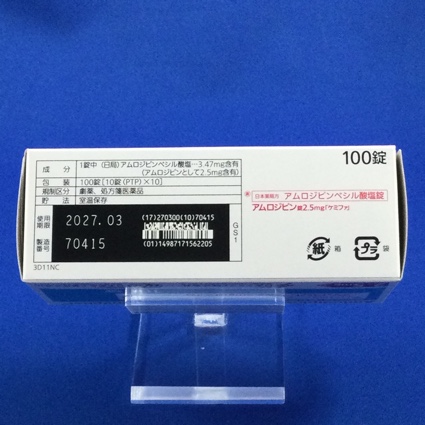 100錠
成 分 1錠中 (日局)アムロジピンベシル酸塩…3.47mg含有
(アムロジピンとして2.5mg含有)
包 装 100錠[10錠(PTP)×10]
規制区分 劇薬、処方箋医薬品
貯 法 室温保存
使用期限 2027.03
製造番号 70415
(17)270300(10)70415
(01)14987171562205
GS1
日本薬局方 アムロジピンベシル酸塩錠
アムロジピン錠2.5mg「ケミファ」
紙 箱
プラ 袋
3D11NC